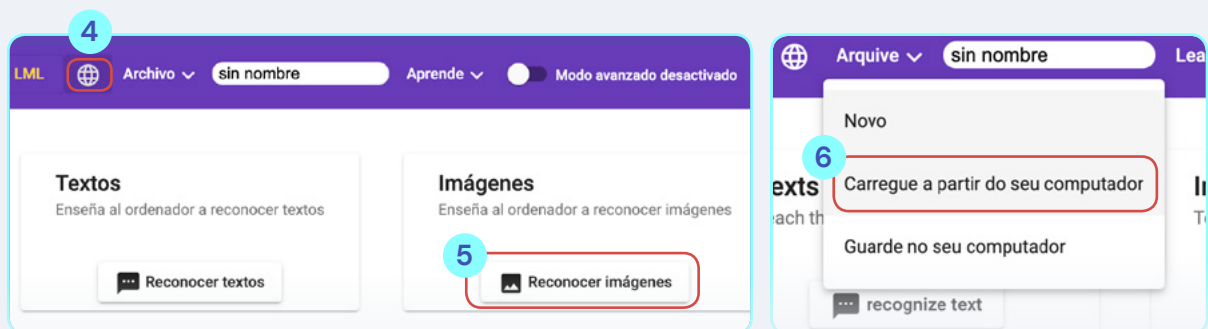 4
LML Archivo sin nombre Aprende Modo avanzado desactivado
Textos
Enseña al ordenador a reconocer textos
Reconocer textos
Imágenes
Enseña al ordenador a reconocer imágenes
5
Reconocer imágenes
Arquive sin nombre Lea
Novo
6
exts Carregue a partir do seu computador
ach th
Guarde no seu computador
recognize text